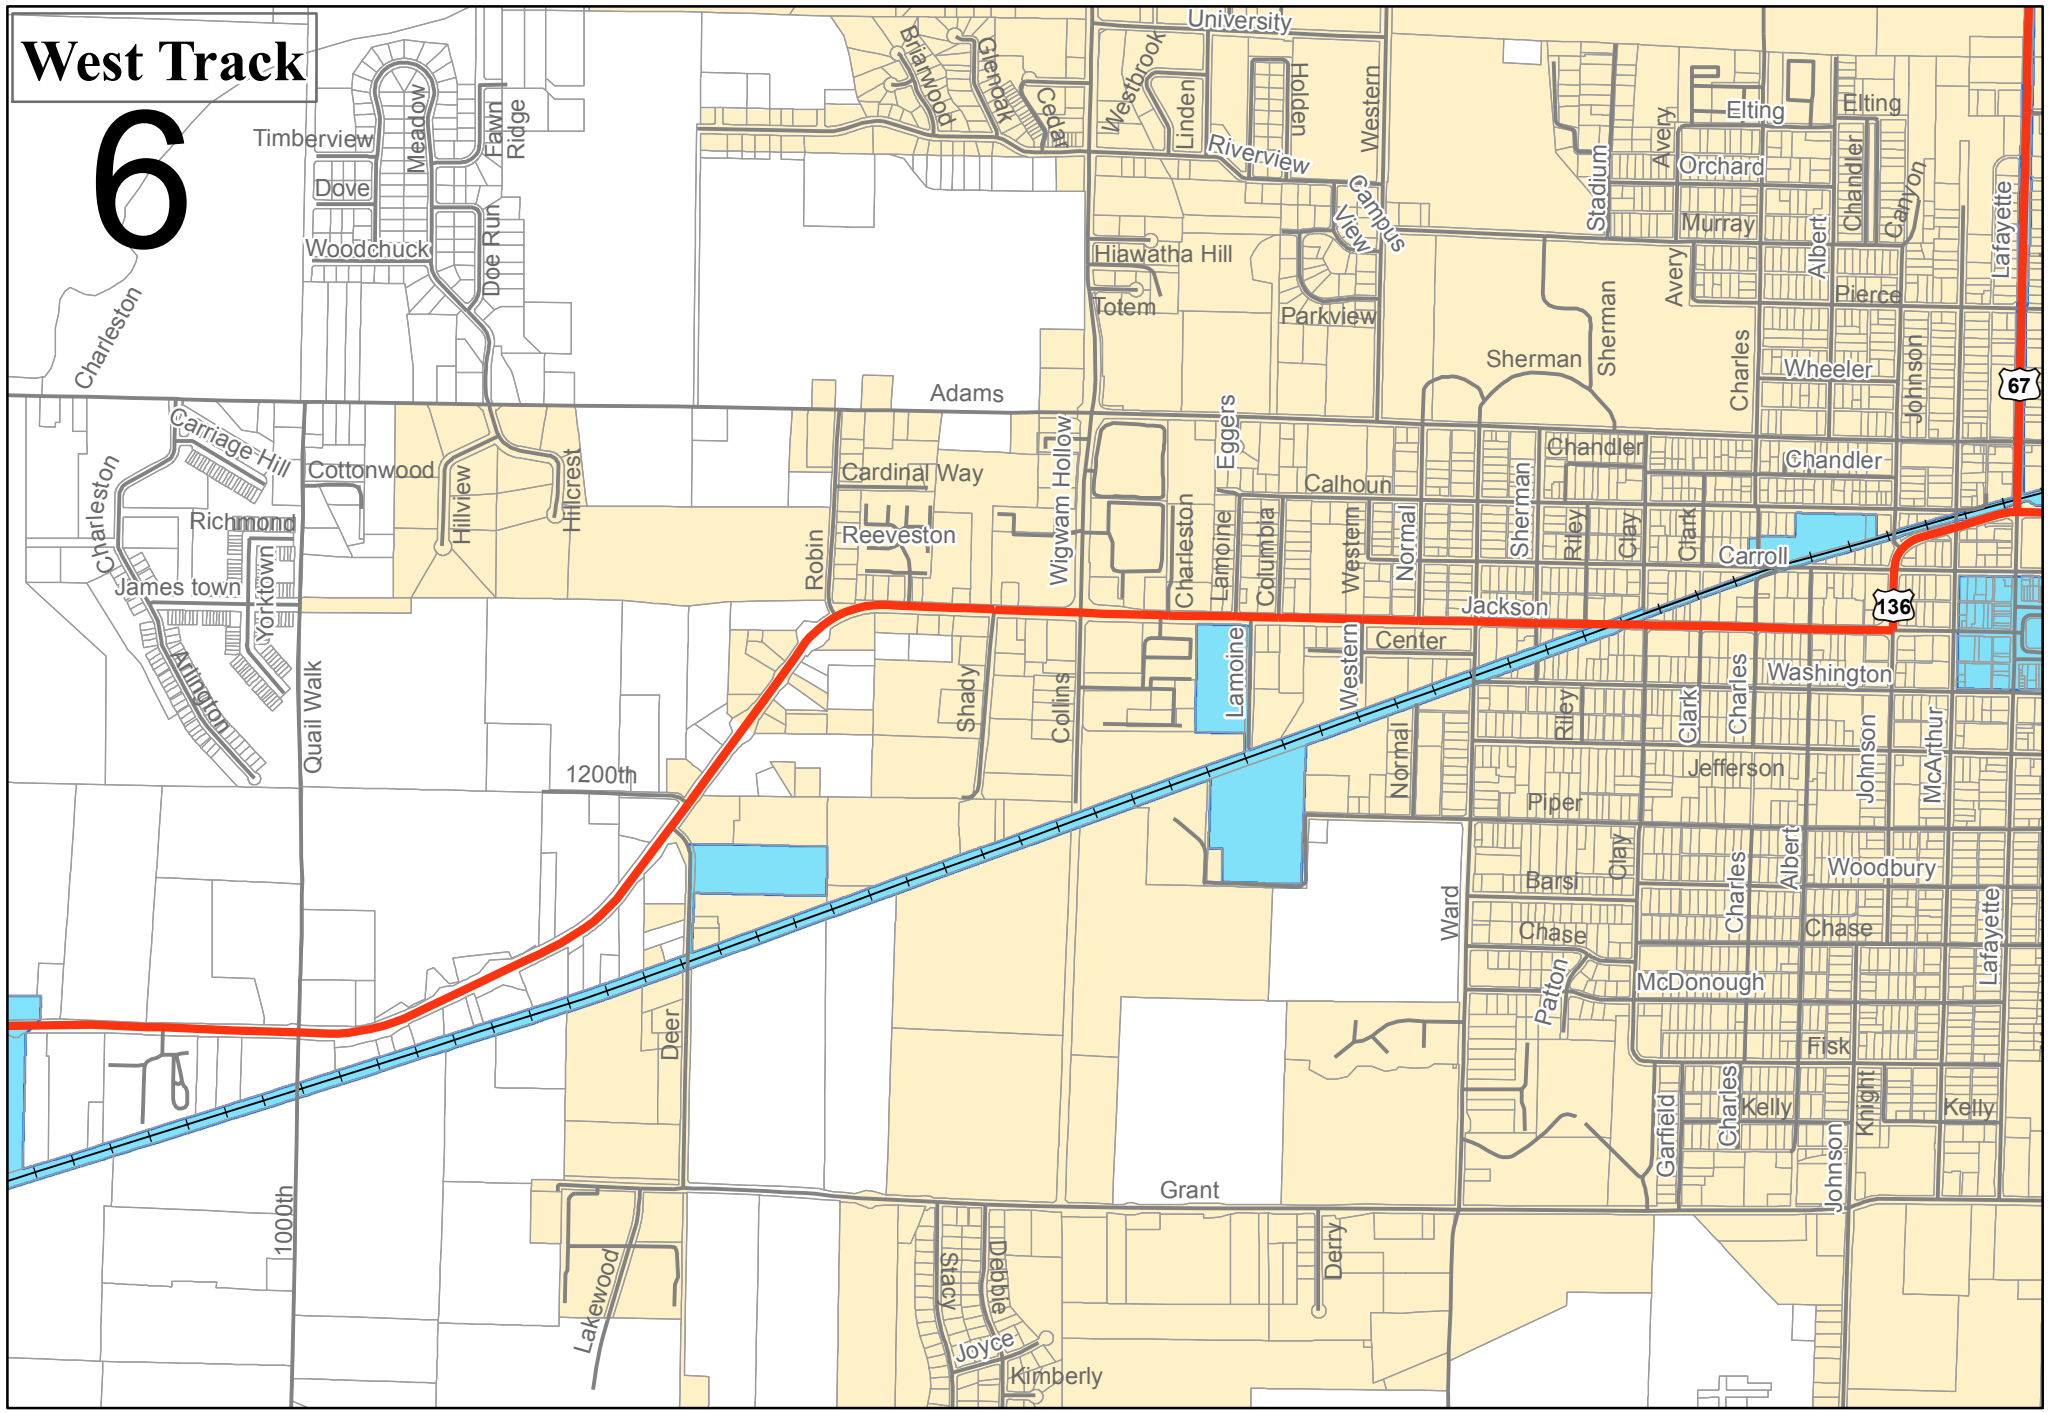 West Track
6
University
Briarwood
Glenoak
Cedar
Westbrook
Linden
Holden
Western
Riverview
Campus
View
Stadium
Avery
Elting
Elting
Orchard
Chandler
Canyon
Murray
Albert
Lafayette
Timberview
Meadow
Fawn
Ridge
Dove
Woodchuck
Doe Run
Hiawatha Hill
Totem
Parkview
Avery
Pierce
Charleston
Sherman
Sherman
Charles
Wheeler
Johnson
67
Adams
Carriage Hill
Cottonwood
Charleston
Richmond
Hillview
Hillcrest
Cardinal Way
Reeveston
Robin
Wigwam Hollow
Eggers
Calhoun
Chandler
Chandler
Charleston
Lamoine
Columbia
Western
Normal
Sherman
Riley
Clay
Clark
Carroll
James town
Yorktown
Arlington
Quail Walk
Jackson
136
Center
Lamoine
Western
Washington
Shady
Collins
Riley
Clark
Charles
Johnson
McArthur
1200th
Normal
Jefferson
Piper
Clay
Charles
Albert
Woodbury
Barsi
Ward
Chase
Chase
Lafayette
Patton
McDonough
Deer
Fisk
Garfield
Charles
Kelly
Knight
Kelly
Johnson
1000th
Grant
Lakewood
Stacy
Debbie
Derry
Joyce
Kimberly